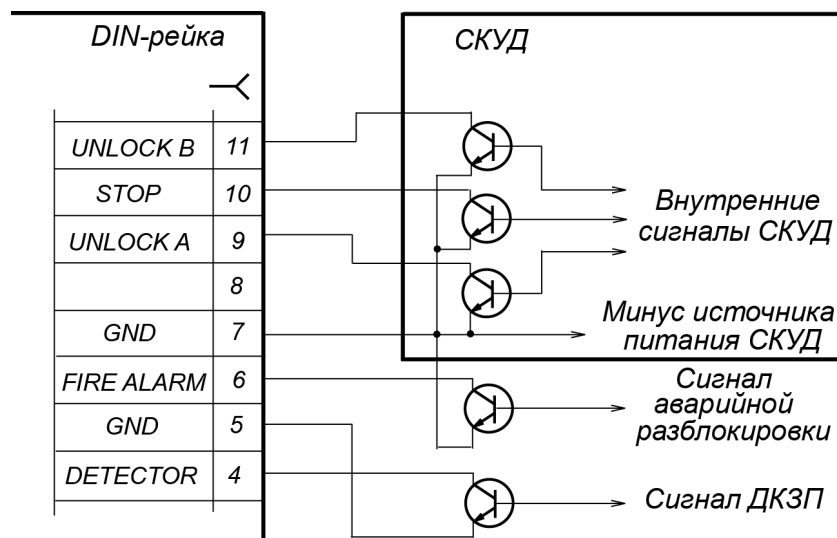 DIN-рейка
СКУД
UNLOCK B 11
STOP 10
UNLOCK A 9
8
GND 7
FIRE ALARM 6
GND 5
DETECTOR 4
Внутренние
сигналы СКУД
Минус источника
питания СКУД
Сигнал
аварийной
разблокировки
Сигнал ДКЗП